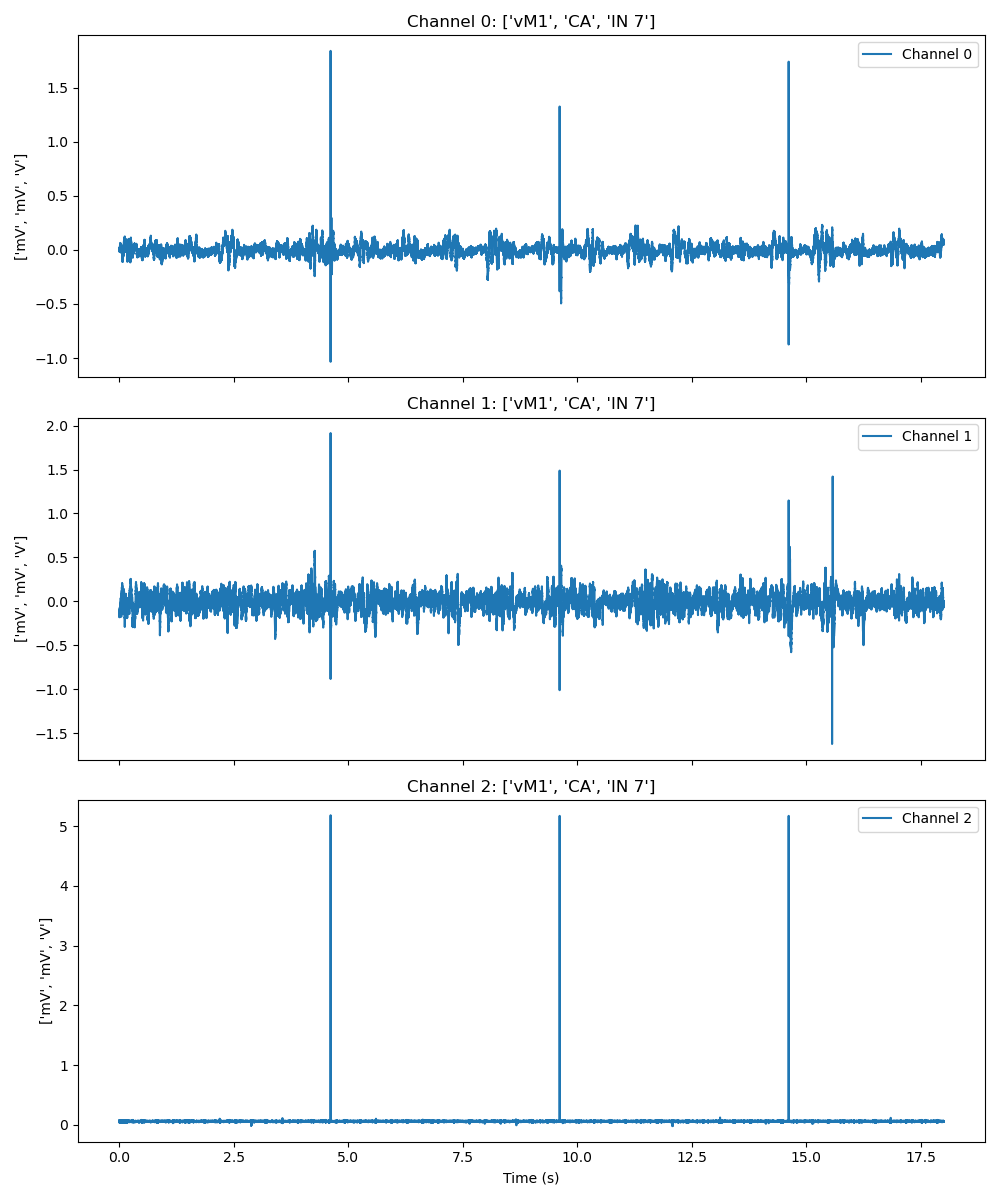 Channel 0: ['vM1', 'CA', 'IN 7']
Channel 0
['mV', 'mV', 'V']
1.5
1.0
0.5
0.0
−0.5
−1.0
Channel 1: ['vM1', 'CA', 'IN 7']
Channel 1
['mV', 'mV', 'V']
2.0
1.5
1.0
0.5
0.0
−0.5
−1.0
−1.5
Channel 2: ['vM1', 'CA', 'IN 7']
Channel 2
['mV', 'mV', 'V']
5
4
3
2
1
0
0.0 2.5 5.0 7.5 10.0 12.5 15.0 17.5
Time (s)